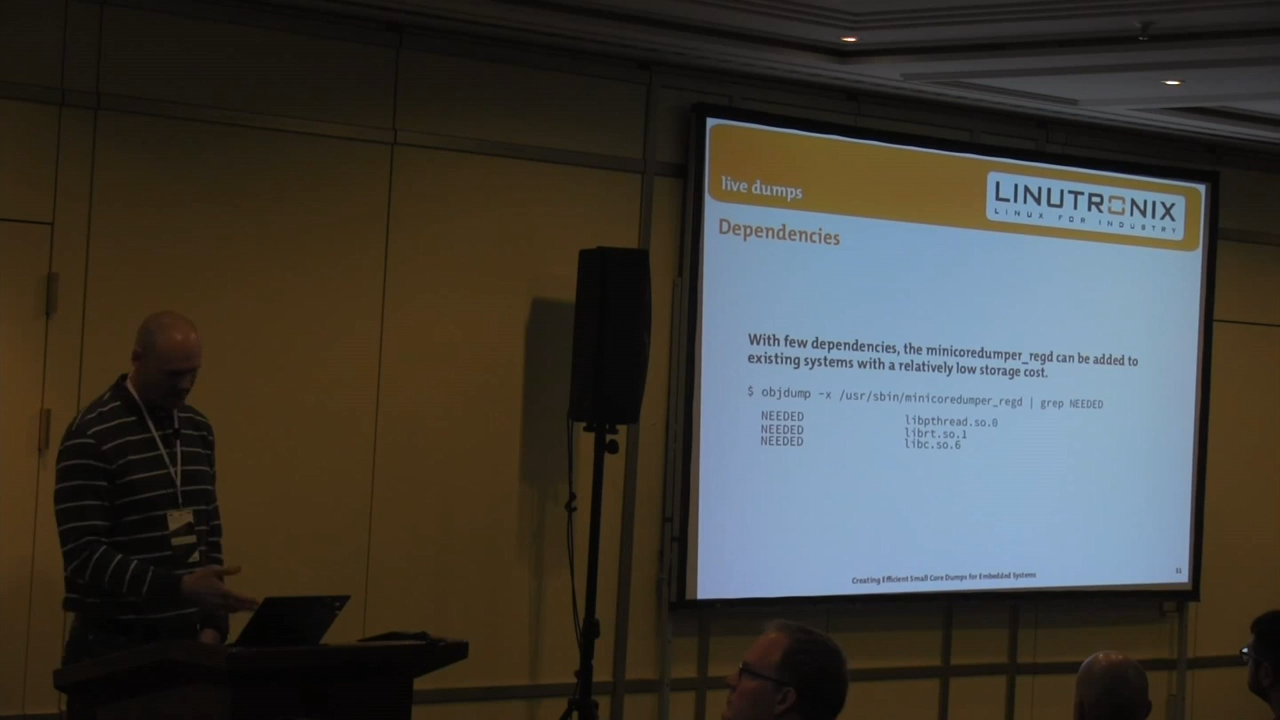 live dumps
LINUTRONIX
LINUX FOR INDUSTRY
Dependencies
With few dependencies, the minicoredumper_regd can be added to
existing systems with a relatively low storage cost.
$ objdump -x /usr/sbin/minicoredumper_regd | grep NEEDED
NEEDED libpthread.so.0
NEEDED librt.so.1
NEEDED libc.so.6
Creating Efficient Small Core Dumps for Embedded Systems